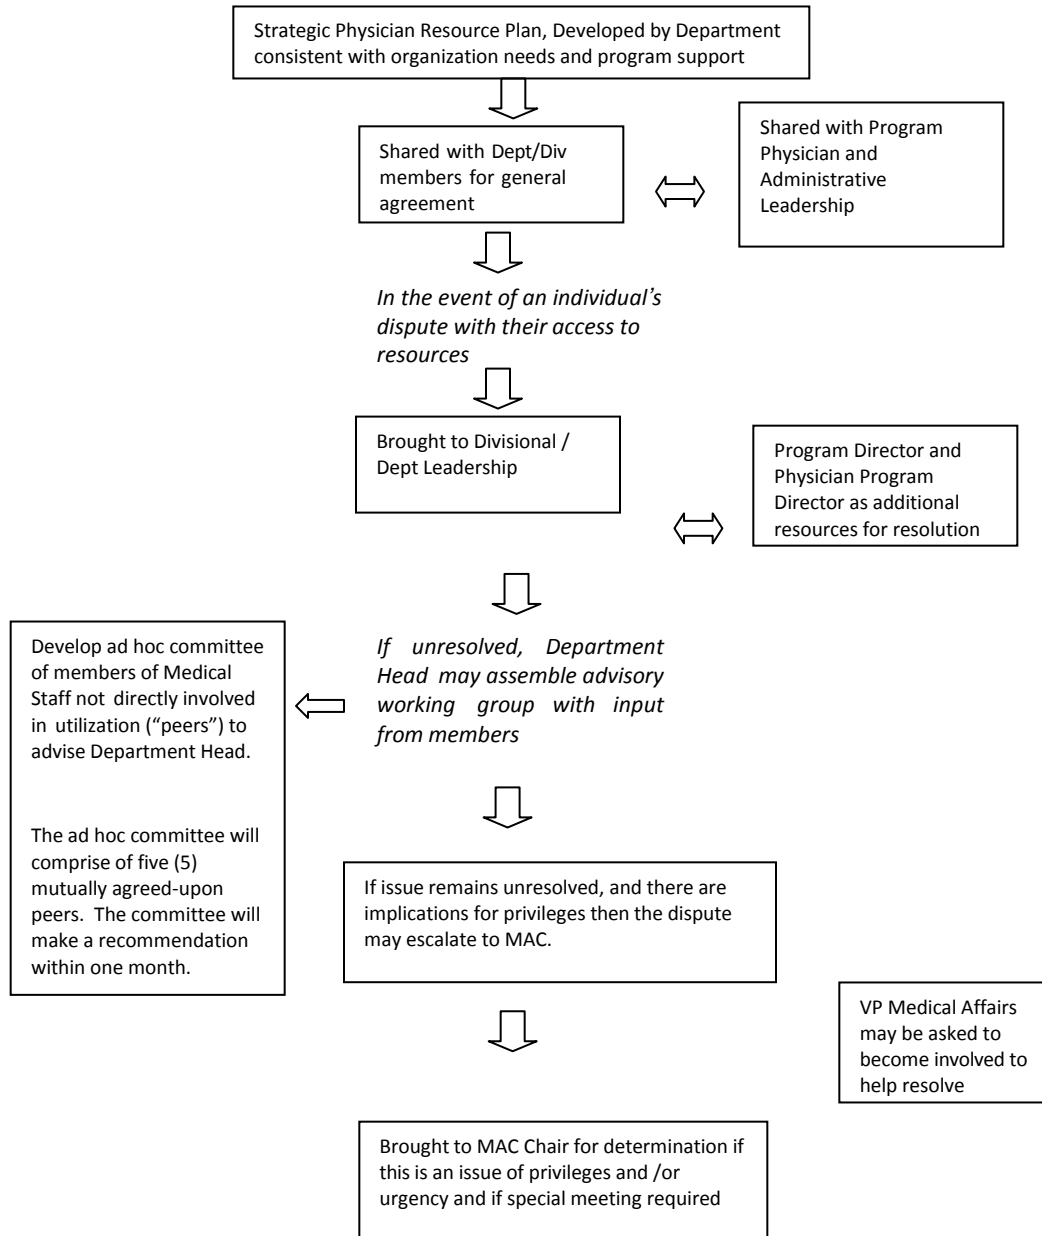 Strategic Physician Resource Plan, Developed by Department
consistent with organization needs and program support
Shared with Dept/Div
members for general
agreement
Shared with Program
Physician and
Administrative
Leadership
In the event of an individual's
dispute with their access to
resources
Brought to Divisional /
Dept Leadership
Program Director and
Physician Program
Director as additional
resources for resolution
If unresolved, Department
Head may assemble advisory
working group with input
from members
Develop ad hoc committee
of members of Medical
Staff not directly involved
in utilization (“peers”) to
advise Department Head.
The ad hoc committee will
comprise of five (5)
mutually agreed-upon
peers. The committee will
make a recommendation
within one month.
If issue remains unresolved, and there are
implications for privileges then the dispute
may escalate to MAC.
VP Medical Affairs
may be asked to
become involved to
help resolve
Brought to MAC Chair for determination if
this is an issue of privileges and /or
urgency and if special meeting required